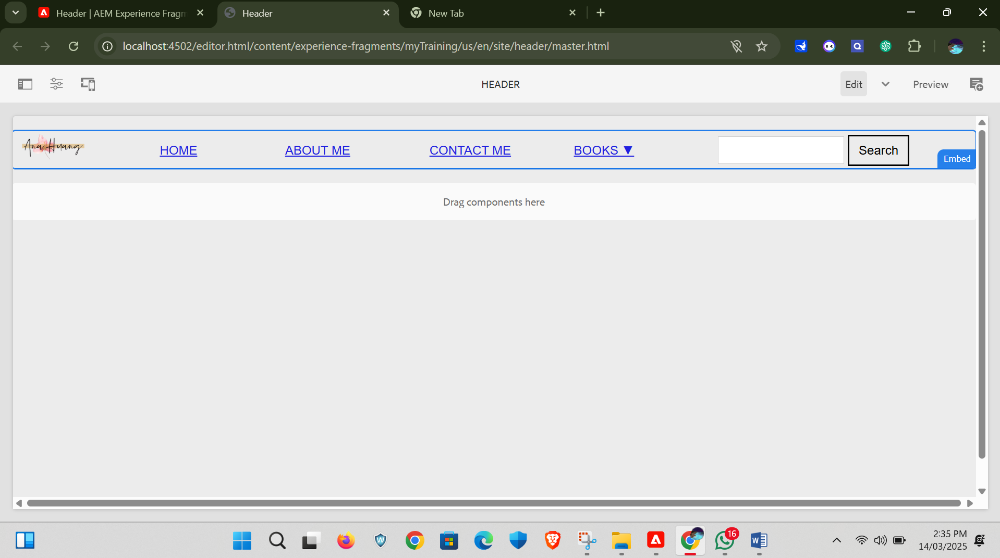 Header | AEM Experience Fragm
Header
New Tab
localhost:4502/editor.html/content/experience-fragments/myTraining/us/en/site/header/master.html
HEADER
Edit
Preview
Ana Huang
HOME
ABOUT ME
CONTACT ME
BOOKS ▼
Search
Embed
Drag components here
16
2:35 PM
14/03/2025